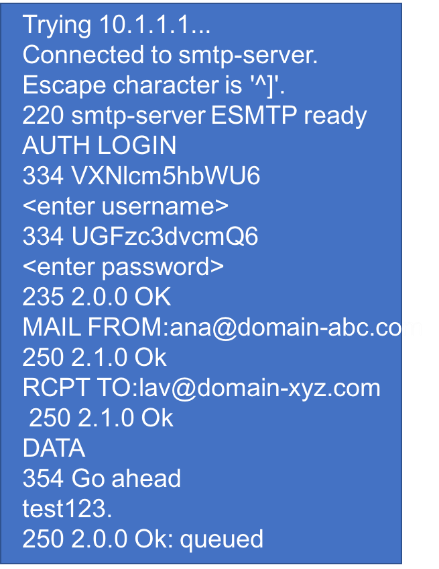 Trying 10.1.1.1...
Connected to smtp-server.
Escape character is '^]'.
220 smtp-server ESMTP ready
AUTH LOGIN
334 VXNlcm5hbWU6
<enter username>
334 UGFzc3dvcmQ6
<enter password>
235 2.0.0 OK
MAIL FROM:ana@domain-abc.co
250 2.1.0 Ok
RCPT TO:lav@domain-xyz.com
250 2.1.0 Ok
DATA
354 Go ahead
test123.
250 2.0.0 Ok: queued